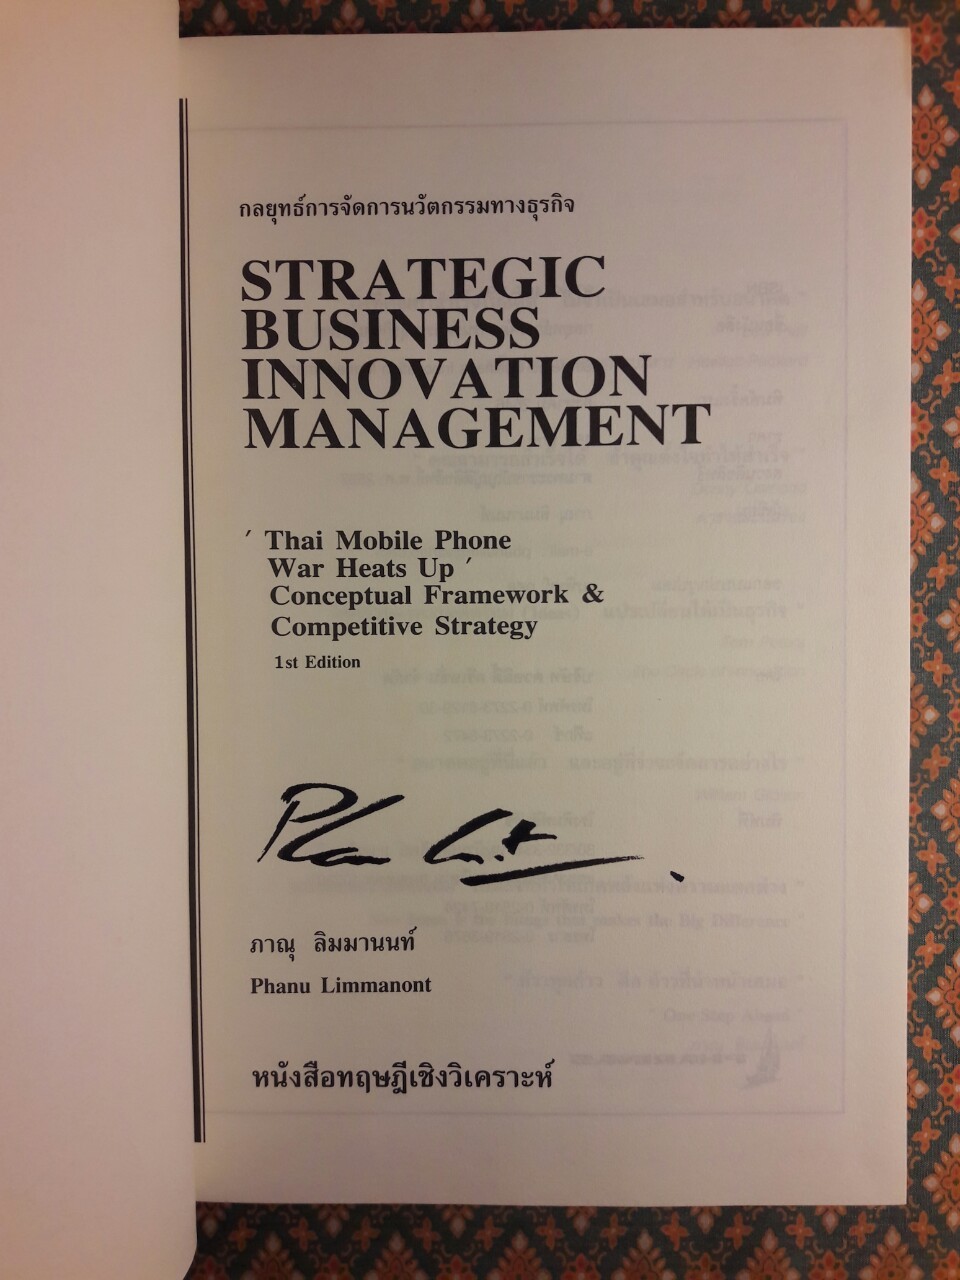 กลยุทธ์การจัดการนวัตกรรมทางธุรกิจ
STRATEGIC
BUSINESS
INNOVATION
MANAGEMENT
′ Thai Mobile Phone
War Heats Up ′
Conceptual Framework &
Competitive Strategy
1st Edition
ภาณุ ลิมมานนท์
Phanu Limmanont
หนังสือทฤษฎีเชิงวิเคราะห์